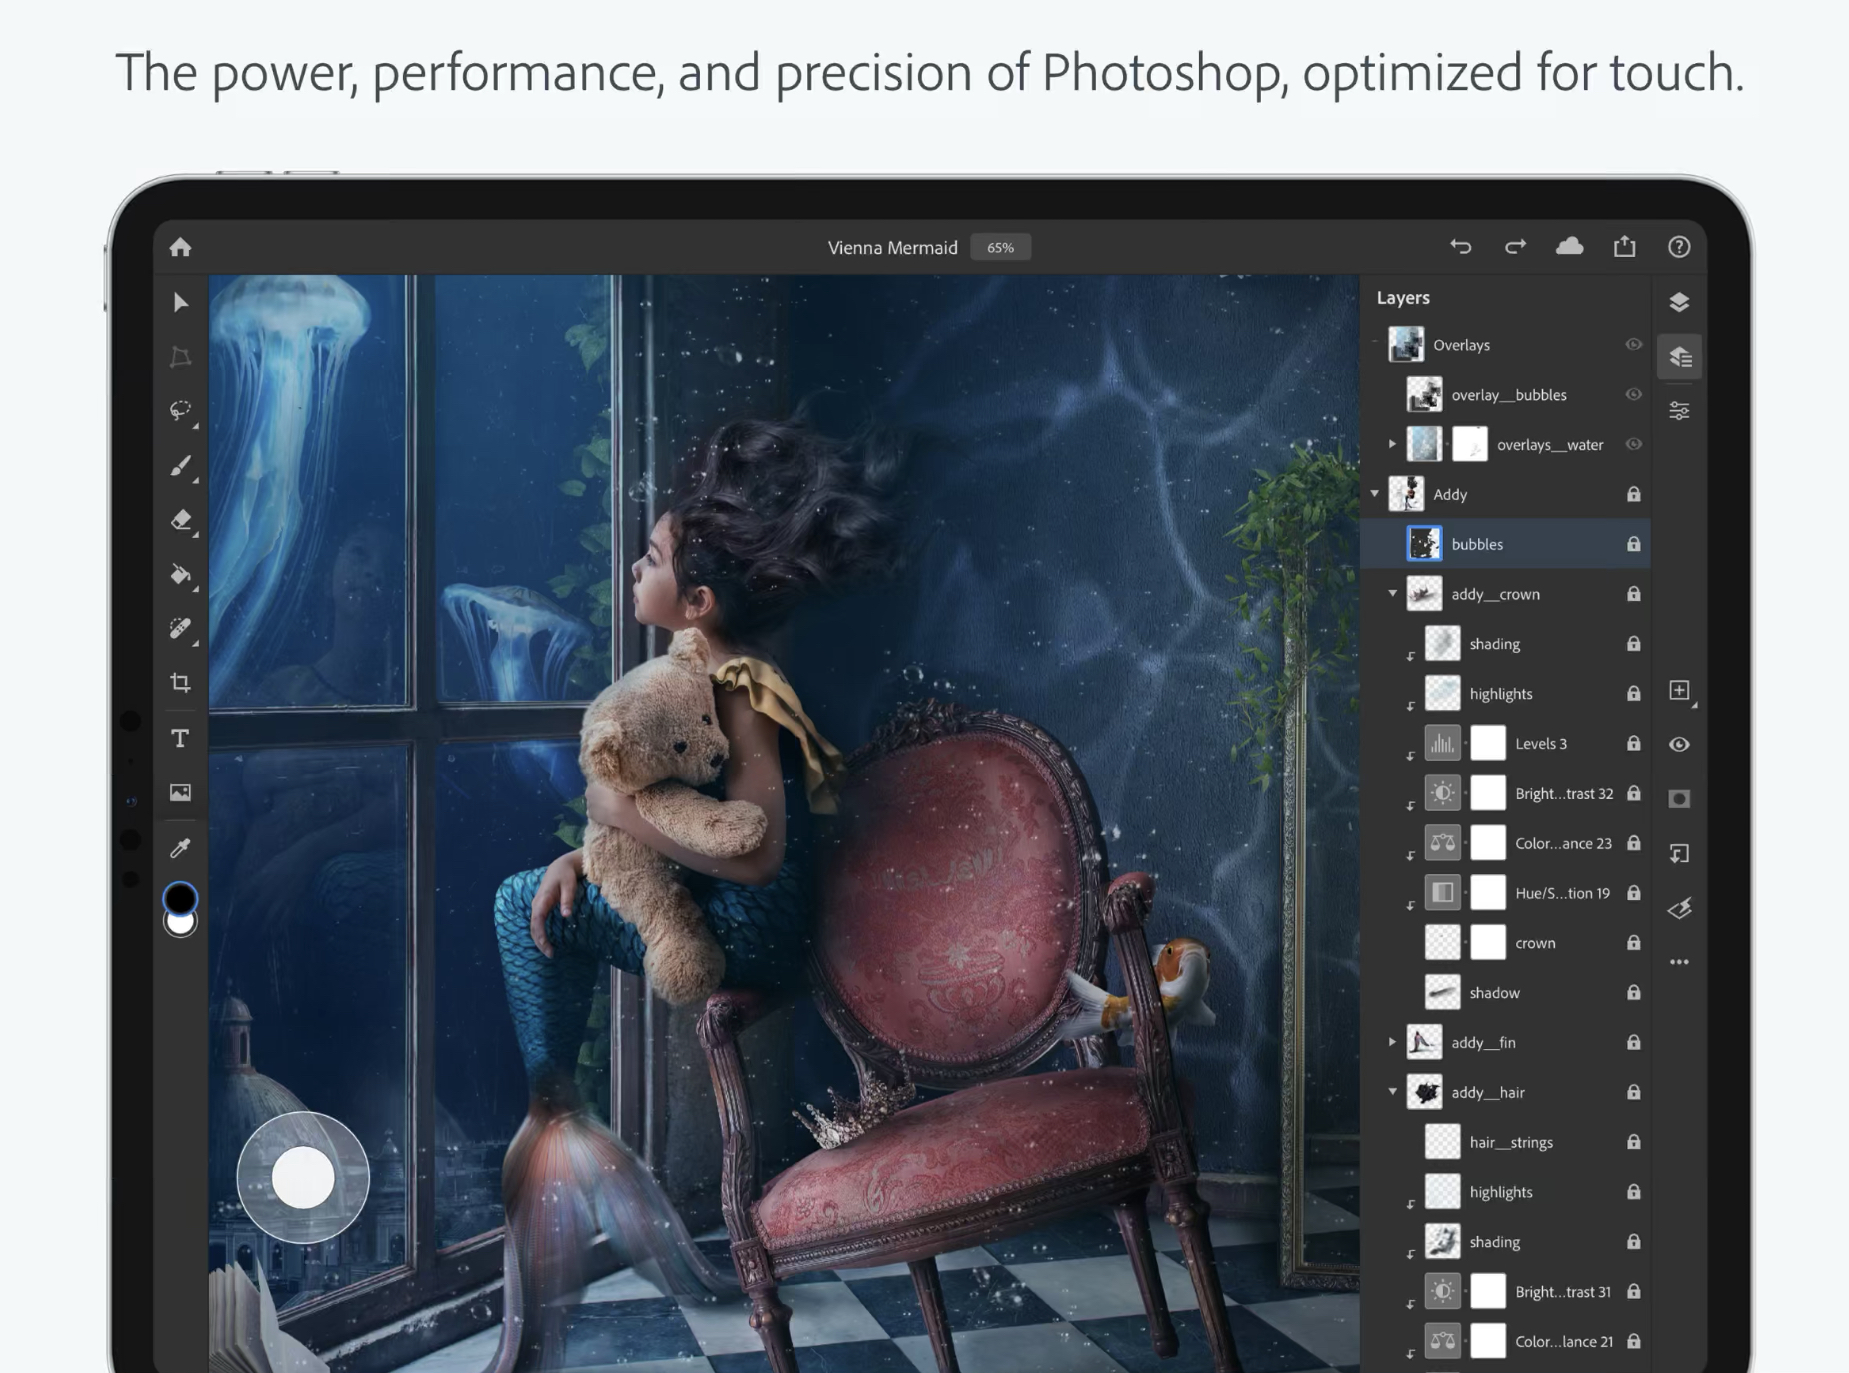 The power, performance, and precision of Photoshop, optimized for touch.
Vienna Mermaid
65%
Layers
Overlays
overlay__bubbles
overlays__water
Addy
bubbles
addy__crown
shading
highlights
Levels 3
Bright...trast 32
Color...ance 23
Hue/S...tion 19
crown
shadow
addy__fin
addy__hair
hair__strings
highlights
shading
Bright...trast 31
Color...lance 21